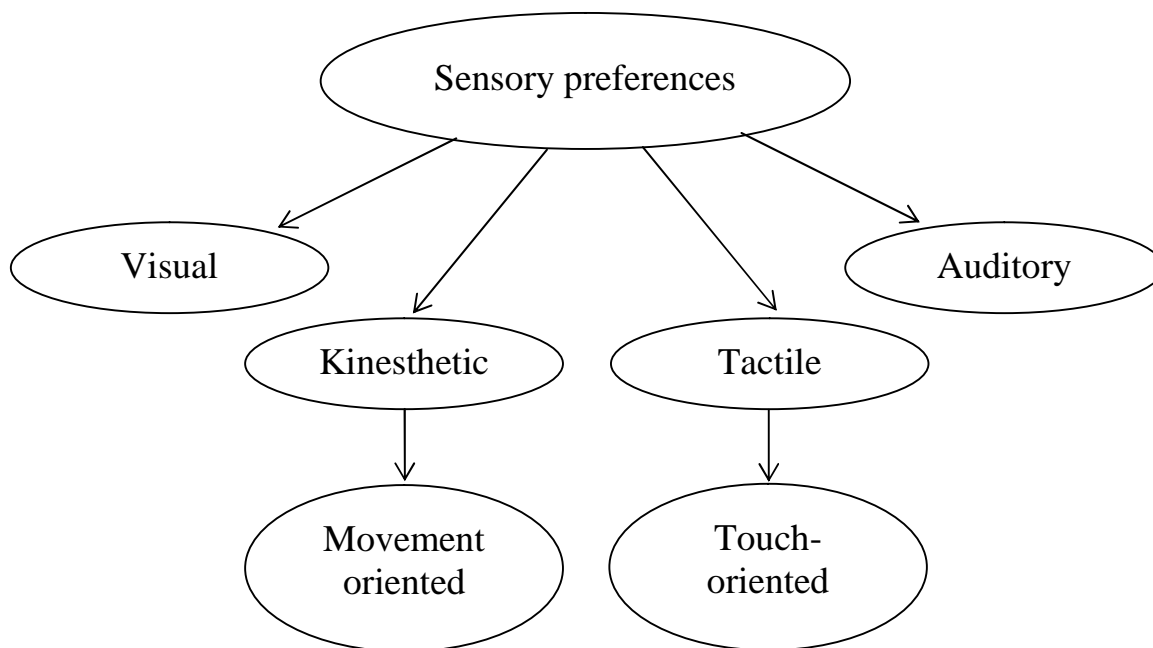 Sensory preferences
Visual
Auditory
Kinesthetic
Tactile
Movement
oriented
Touch-
oriented